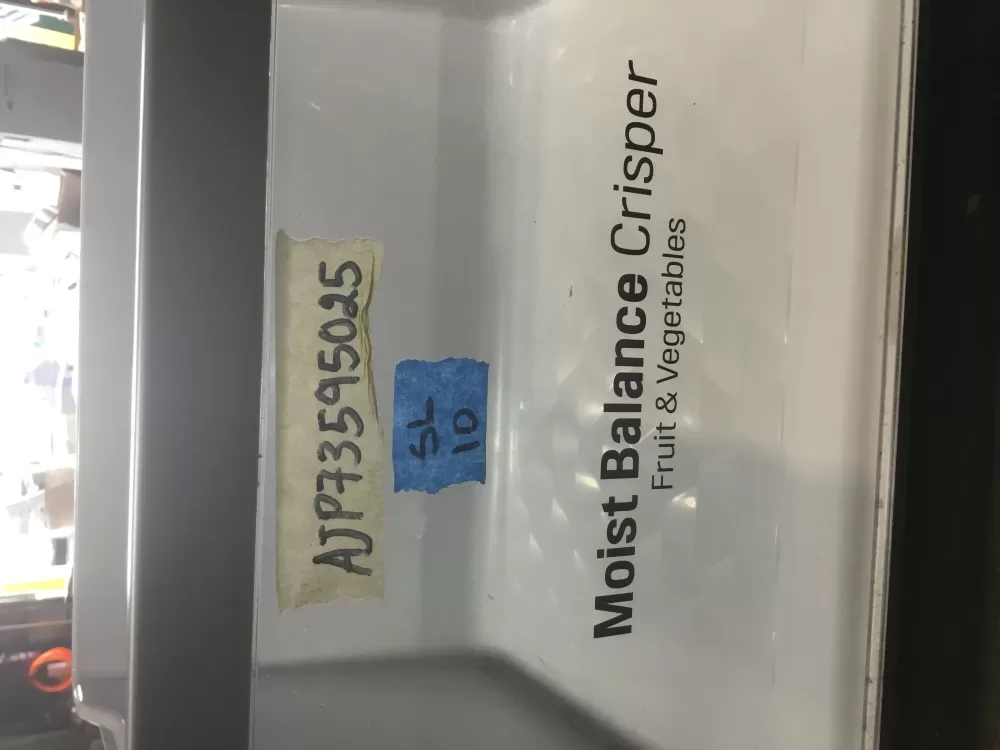 AJP73595025
SL
10
Moist Balance Crisper
Fruit & Vegetables